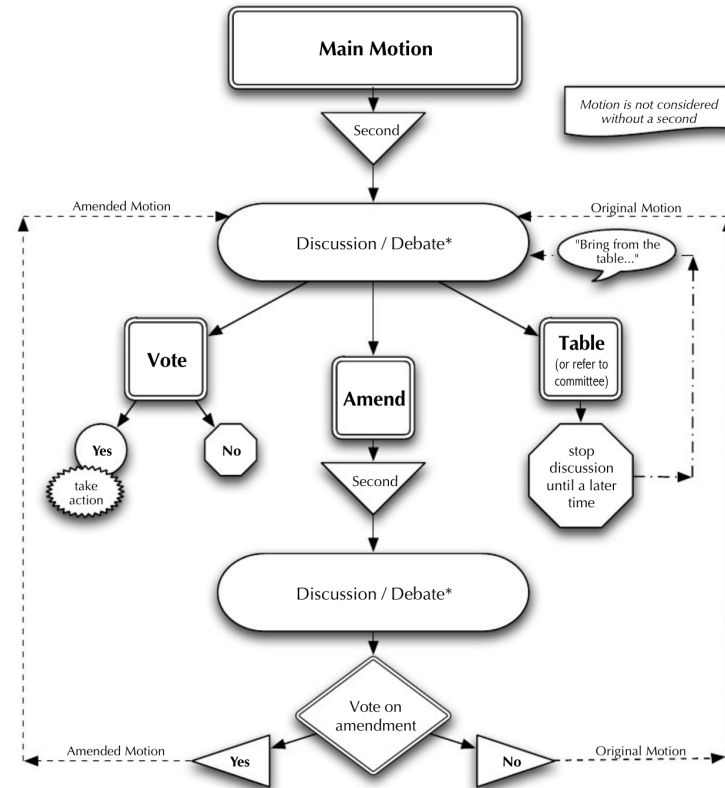 Main Motion
Second
Motion is not considered
without a second
Amended Motion
Original Motion
Discussion / Debate*
"Bring from the
table..."
Vote
Amend
Table
(or refer to
committee)
Yes
take
action
No
Second
stop
discussion
until a later
time
Discussion / Debate*
Vote on
amendment
Amended Motion
Yes
No
Original Motion